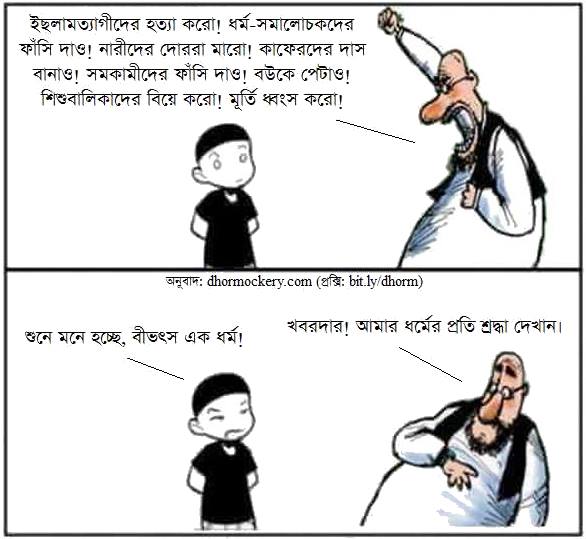 ইছলামত্যাগীদের হত্যা করো! ধর্ম-সমালোচকদের
ফাঁসি দাও! নারীদের দোররা মারো! কাফেরদের দাস
বানাও! সমকামীদের ফাঁসি দাও! বউকে পেটাও!
শিশুবালিকাদের বিয়ে করো! মূর্তি ধ্বংস করো!
অনুবাদ: dhormockery.com (প্রক্সি: bit.ly/dhorm)
শুনে মনে হচ্ছে, বীভৎস এক ধর্ম!
খবরদার! আমার ধর্মের প্রতি শ্রদ্ধা দেখান।